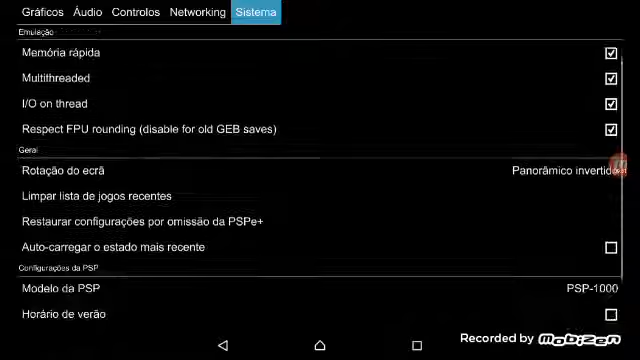 Gráficos Áudio Controlos Networking Sistema
Emulação
Memória rápida
Multithreaded
I/O on thread
Respect FPU rounding (disable for old GEB saves)
Geral
Rotação do ecrã Panorâmico invertido
Limpar lista de jogos recentes
Restaurar configurações por omissão da PSPe+
Auto-carregar o estado mais recente
Configurações da PSP
Modelo da PSP PSP-1000
Horário de verão
Recorded by Mobizen